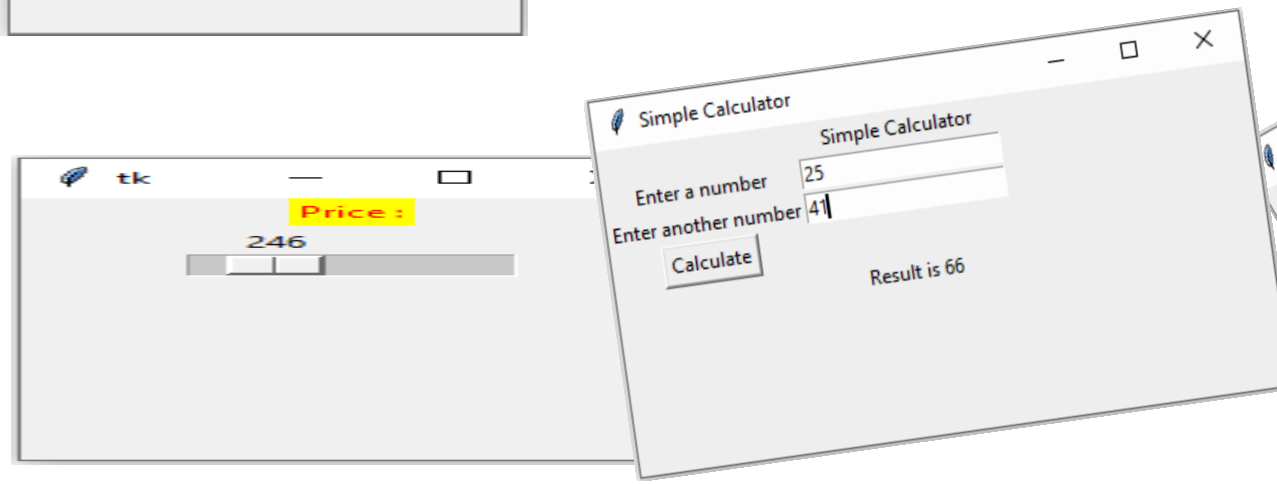 tk
Price :
246
Simple Calculator
Simple Calculator
Enter a number 25
Enter another number 41
Calculate
Result is 66